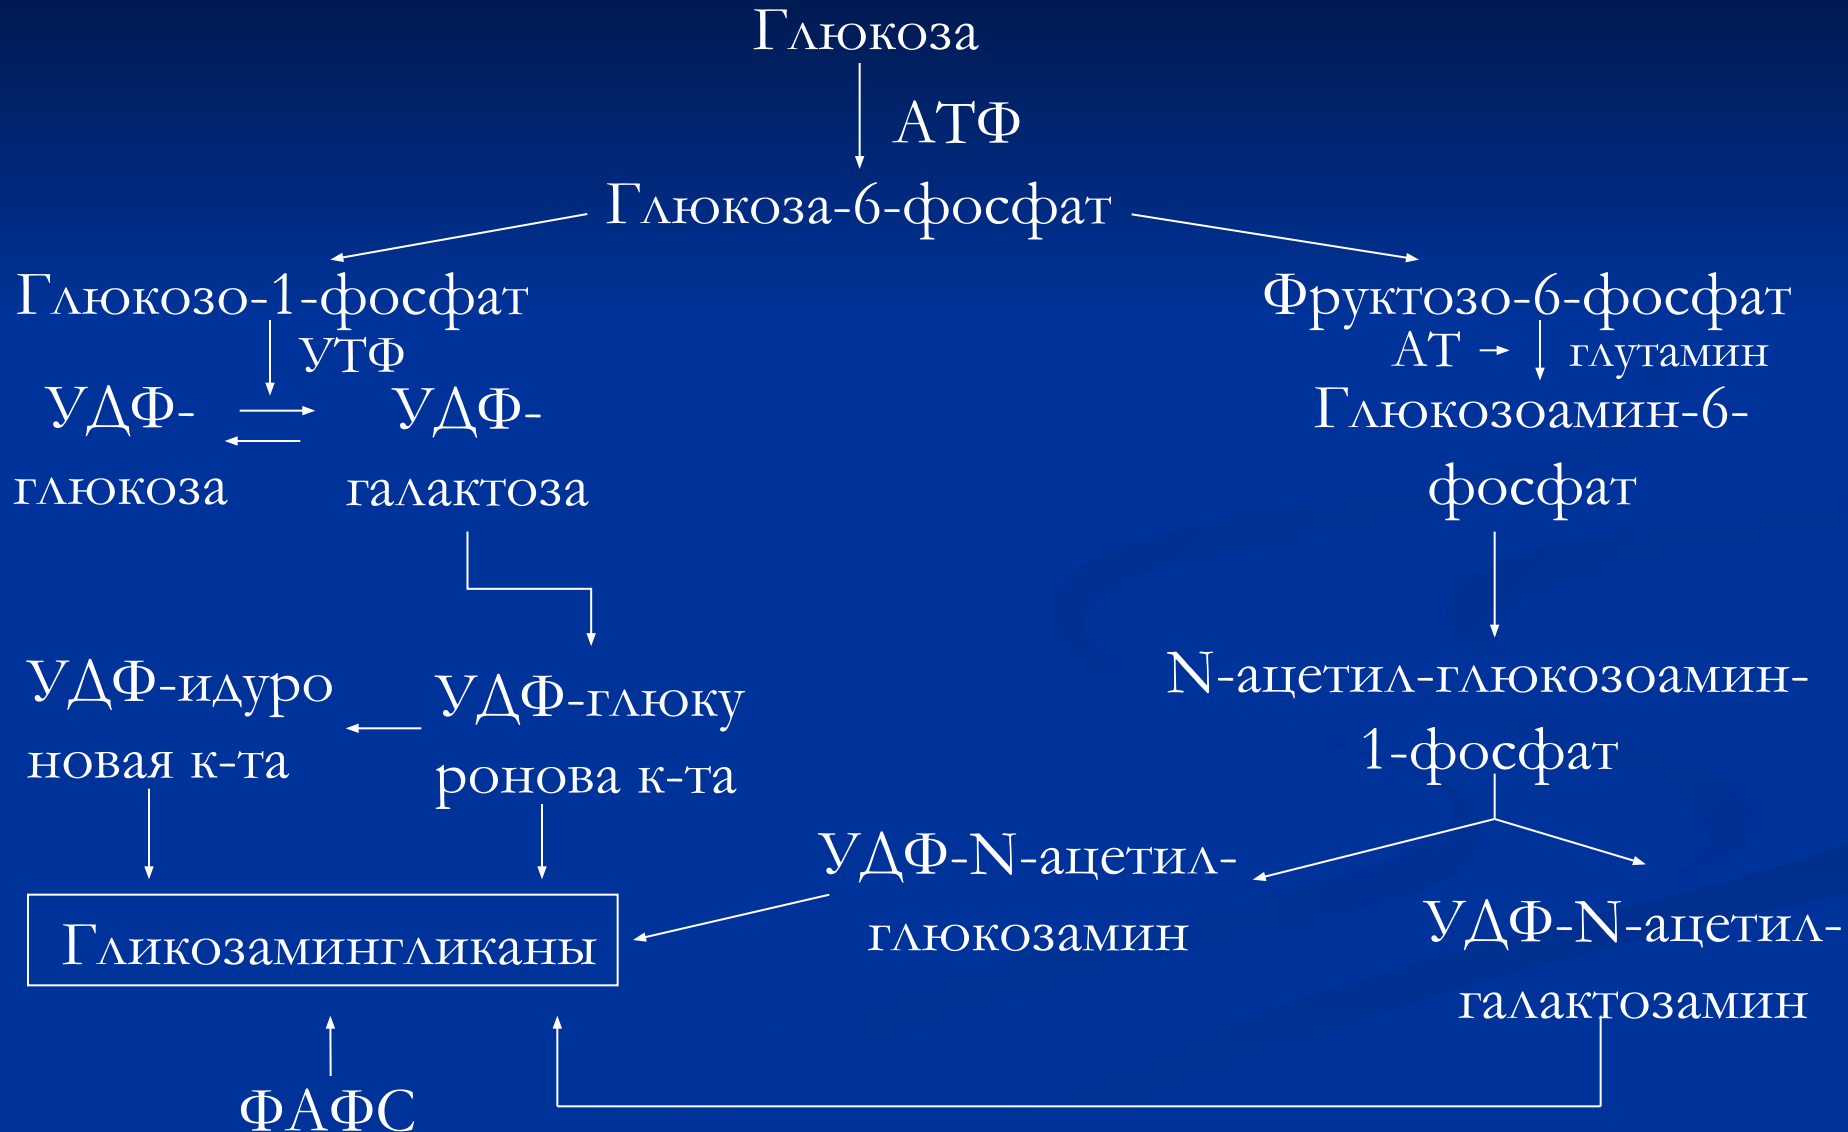 Глюкоза
АТФ
Глюкоза-6-фосфат
Глюкозо-1-фосфат
УТФ
УДФ-
глюкоза
УДФ-
галактоза
Фруктозо-6-фосфат
АТ
глутамин
Глюкозоамин-6-
фосфат
УДФ-идуро
новая к-та
УДФ-глюку
ронова к-та
N-ацетил-глюкозоамин-
1-фосфат
УДФ-N-ацетил-
глюкозамин
УДФ-N-ацетил-
галактозамин
Гликозамингликаны
ФАФС